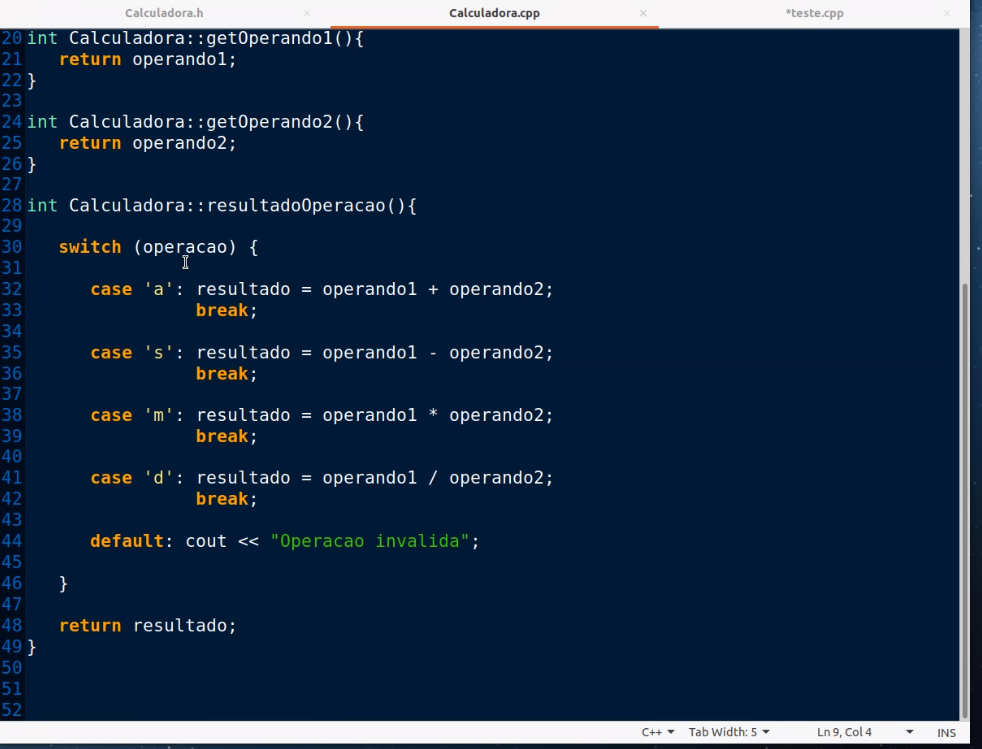 Calculadora.h × Calculadora.cpp × *teste.cpp ×
20 int Calculadora::getOperando1(){
21 return operando1;
22 }
23
24 int Calculadora::getOperando2(){
25 return operando2;
26 }
27
28 int Calculadora::resultadoOperacao(){
29
30 switch (operacao) {
31
32 case 'a': resultado = operando1 + operando2;
33 break;
34
35 case 's': resultado = operando1 - operando2;
36 break;
37
38 case 'm': resultado = operando1 * operando2;
39 break;
40
41 case 'd': resultado = operando1 / operando2;
42 break;
43
44 default: cout << "Operacao invalida";
45
46 }
47
48 return resultado;
49 }
50
51
52
C++ Tab Width: 5 Ln 9, Col 4 INS